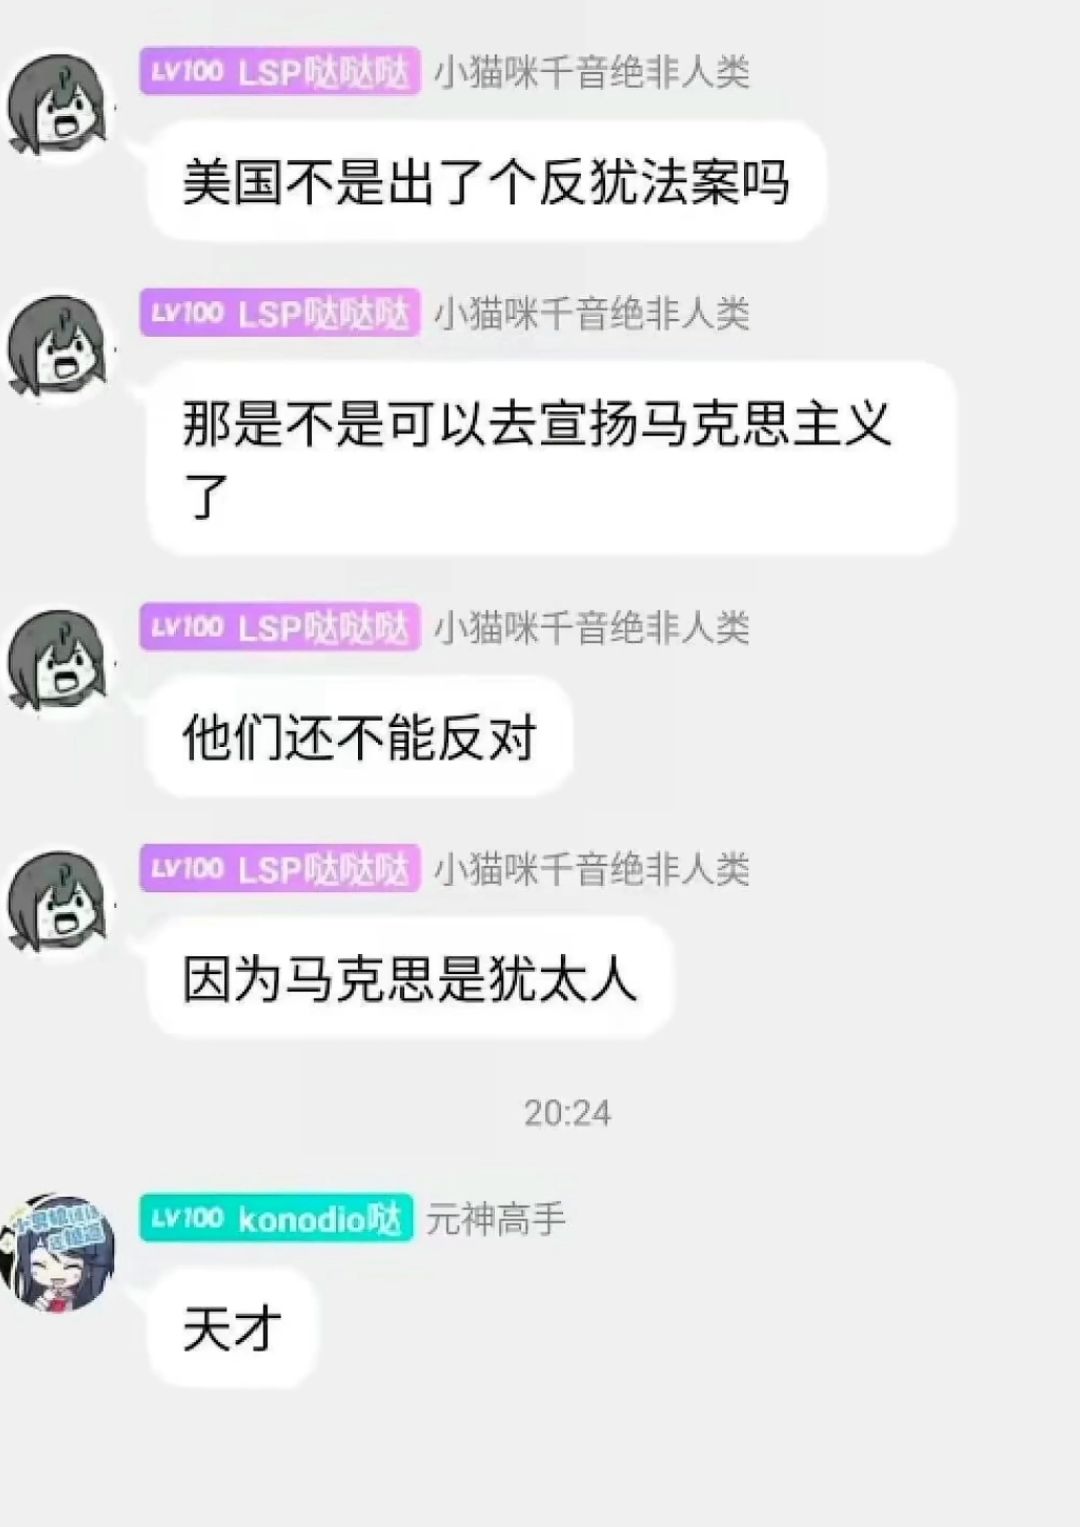 LV100 LSP哒哒哒 小猫咪千音绝非人类
美国不是出了个反犹法案吗
LV100 LSP哒哒哒 小猫咪千音绝非人类
那是不是可以去宣扬马克思主义
了
LV100 LSP哒哒哒 小猫咪千音绝非人类
他们还不能反对
LV100 LSP哒哒哒 小猫咪千音绝非人类
因为马克思是犹太人
20:24
LV100 konodio哒 元神高手
天才